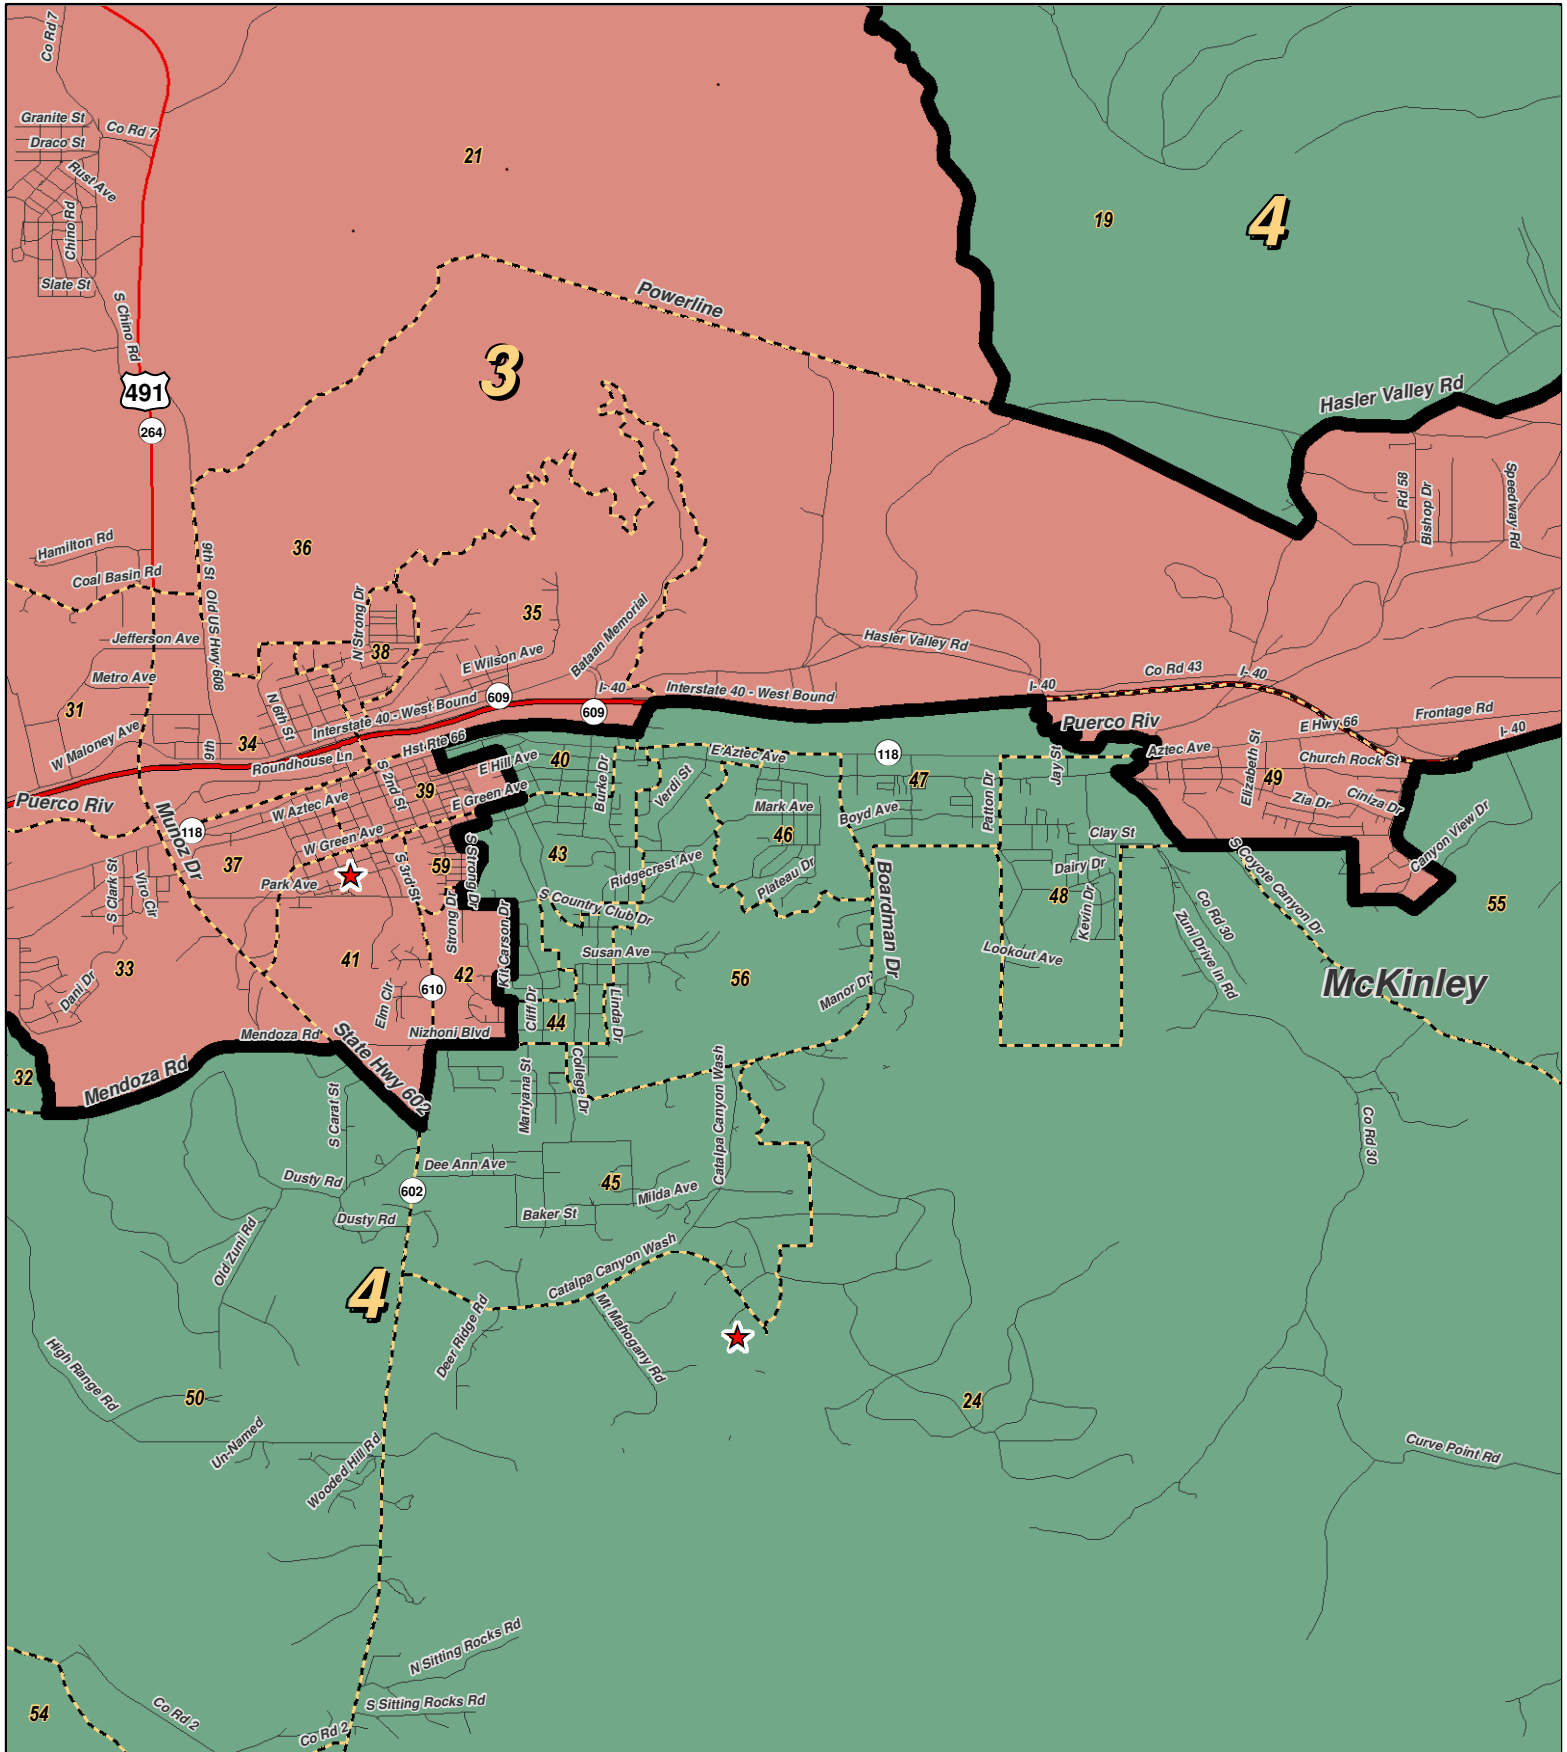 Co Rd 7
Granite St
Co Rd 7
Draco St
Rust Ave
Chino Rd
Slate St
S Chino Rd
21
19
4
Powerline
3
491
264
Hasler Valley Rd
Rd 58
Bishop Dr
Speedway Rd
Hamilton Rd
Coal Basin Rd
36
9th St
Old US Hwy 608
N Strong Dr
35
Bataan Memorial
Jefferson Ave
38
E Wilson Ave
Hasler Valley Rd
Metro Ave
Co Rd 43
I- 40
I- 40
Interstate 40 - West Bound
I- 40
609
609
31
N 6th St
Interstate 40 - West Bound
Puerco Riv
E Hwy 66
Frontage Rd
I- 40
W Maloney Ave
9th
34
Hst Rte 66
Roundhouse Ln
S 2nd St
E Hill Ave
40
Burke Dr
E Aztec Ave
118
Jay St
Aztec Ave
Elizabeth St
Church Rock St
Puerco Riv
W Aztec Ave
39
E Green Ave
Verdi St
47
Patton Dr
49
Zia Dr
Ciniza Dr
Munoz Dr
118
W Green Ave
Mark Ave
46
Boyd Ave
Clay St
Canyon View Dr
37
Park Ave
S 3rd St
59
S Strong Dr
43
Ridgecrest Ave
Plateau Dr
Boardman Dr
Dairy Dr
48
Kevin Dr
S Coyote Canyon Dr
S Clark St
Viro Cir
S Country Club Dr
Co Rd 30
Zuni Drive In Rd
55
33
Dani Dr
41
Strong Dr
42
Kit Carson Dr
Susan Ave
56
Manor Dr
Lookout Ave
McKinley
Elm Cir
610
Cliff Dr
44
Linda Dr
Mendoza Rd
State Hwy 602
Nizhoni Blvd
32
Mendoza Rd
S Carat St
Mariyana St
College Dr
Catalpa Canyon Wash
Co Rd 30
Dusty Rd
Dee Ann Ave
602
45
Milda Ave
Dusty Rd
Baker St
Old Zuni Rd
4
Catalpa Canyon Wash
Deer Ridge Rd
Mt Mahogany Rd
High Range Rd
50
24
Un-Named
Wooded Hill Rd
Curve Point Rd
N Sitting Rocks Rd
S Sitting Rocks Rd
54
Co Rd 2
Co Rd 2